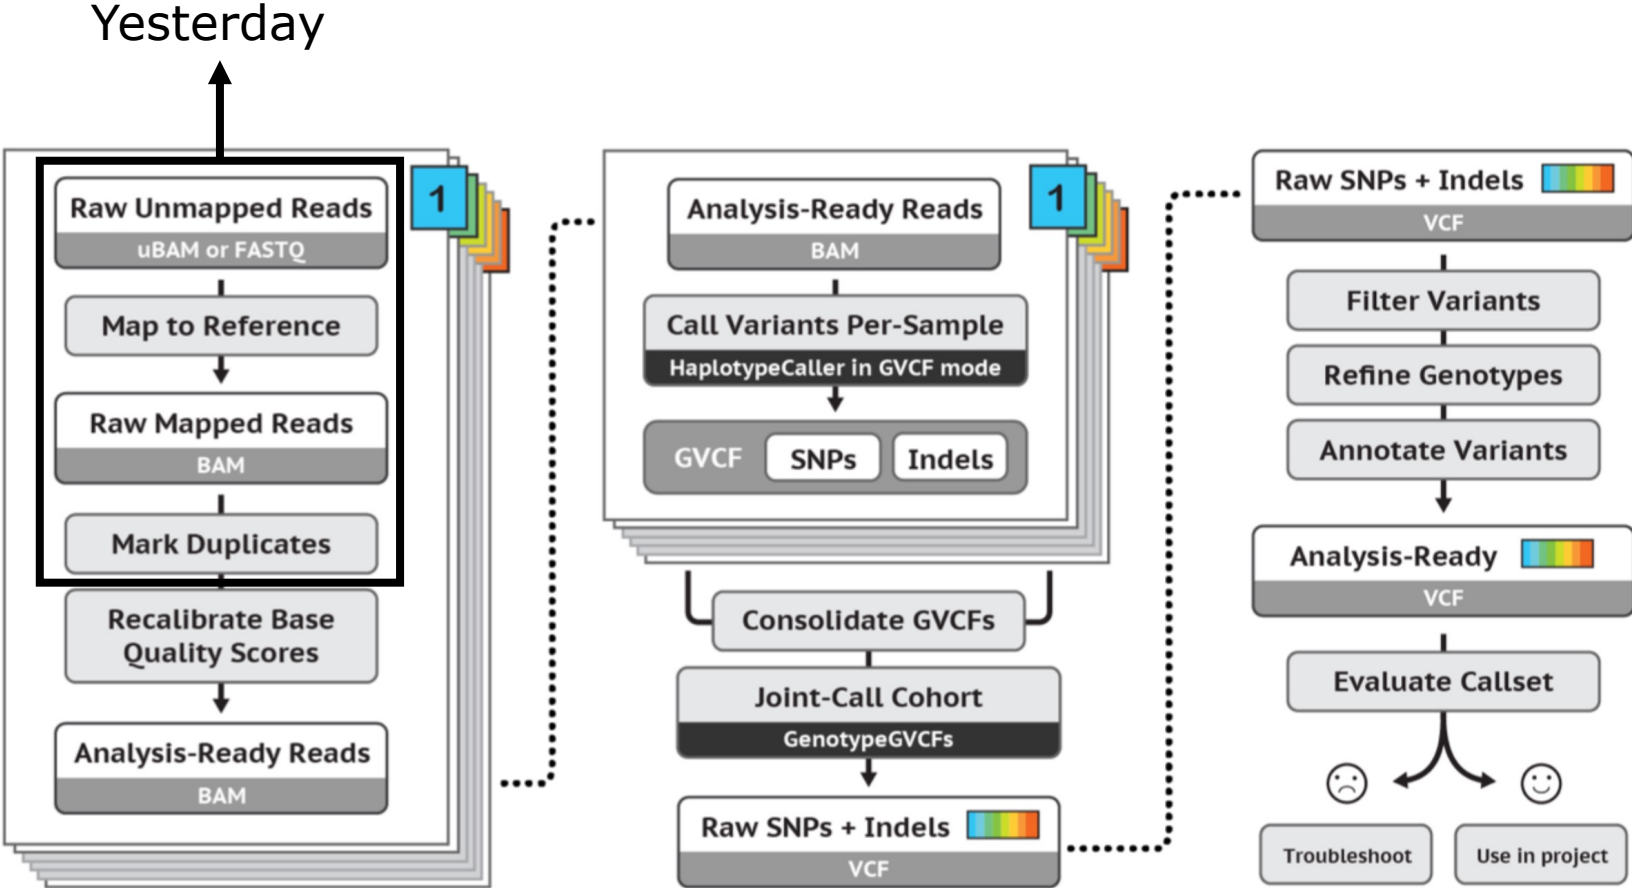 Yesterday
1
Raw Unmapped Reads
uBAM or FASTQ
Map to Reference
Raw Mapped Reads
BAM
Mark Duplicates
Recalibrate Base
Quality Scores
Analysis-Ready Reads
BAM
1
Analysis-Ready Reads
BAM
Call Variants Per-Sample
HaplotypeCaller in GVCF mode
GVCF SNPs Indels
Consolidate GVCFs
Joint-Call Cohort
GenotypeGVCFs
Raw SNPs + Indels
VCF
Raw SNPs + Indels
VCF
Filter Variants
Refine Genotypes
Annotate Variants
Analysis-Ready
VCF
Evaluate Callset
Troubleshoot
Use in project